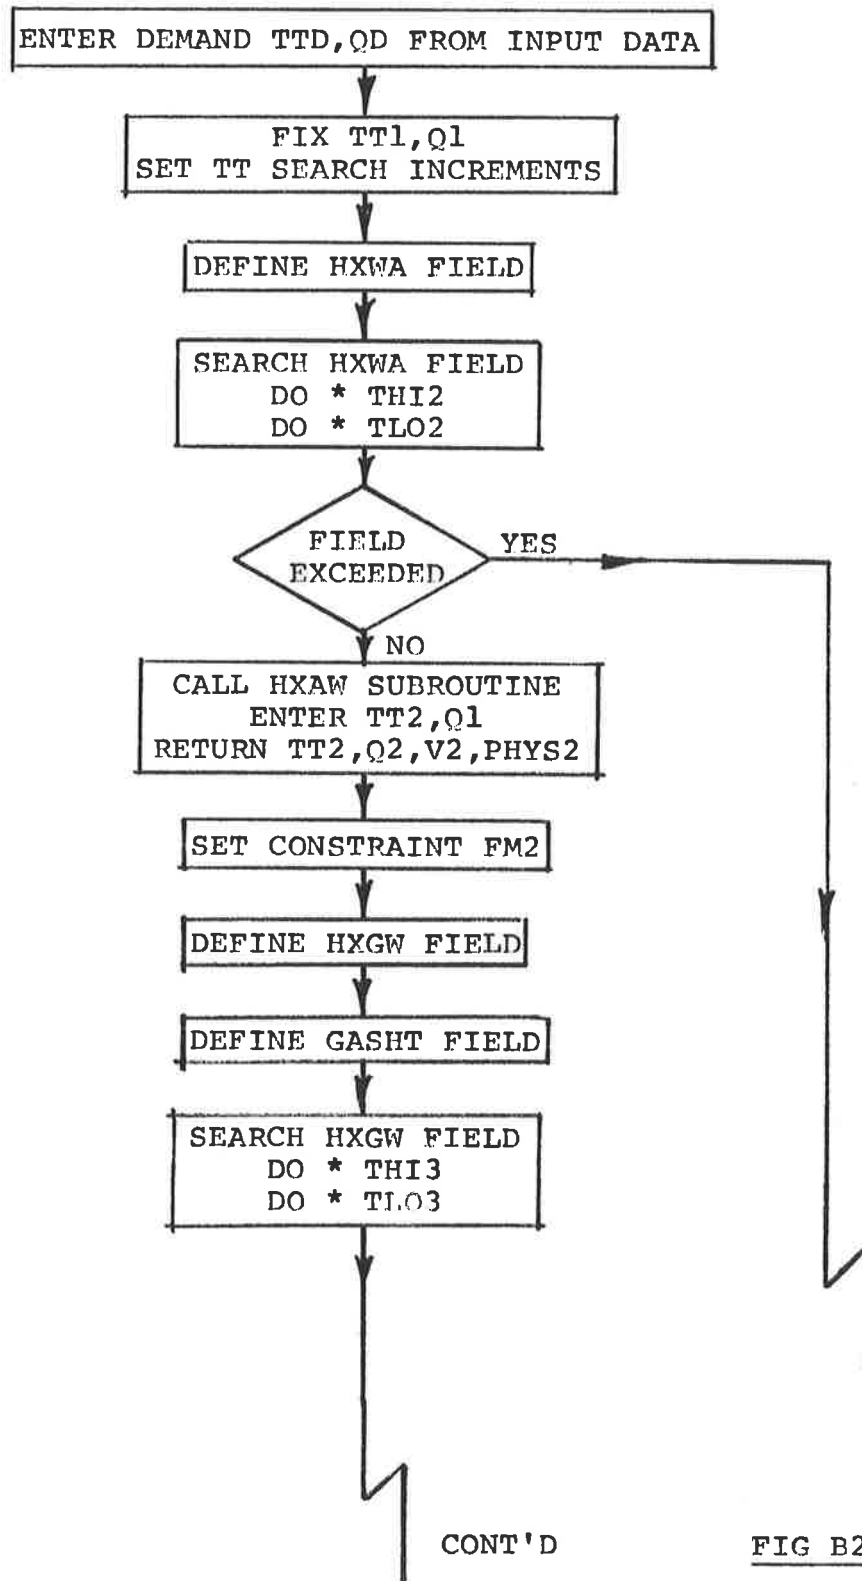 ENTER DEMAND TTD,QD FROM INPUT DATA
FIX TT1,Q1
SET TT SEARCH INCREMENTS
DEFINE HXWA FIELD
SEARCH HXWA FIELD
DO * THI2
DO * TLO2
FIELD
EXCEEDED
YES
NO
CALL HXAW SUBROUTINE
ENTER TT2,Q1
RETURN TT2,Q2,V2,PHYS2
SET CONSTRAINT FM2
DEFINE HXGW FIELD
DEFINE GASHT FIELD
SEARCH HXGW FIELD
DO * THI3
DO * TLO3
CONT'D
FIG B2